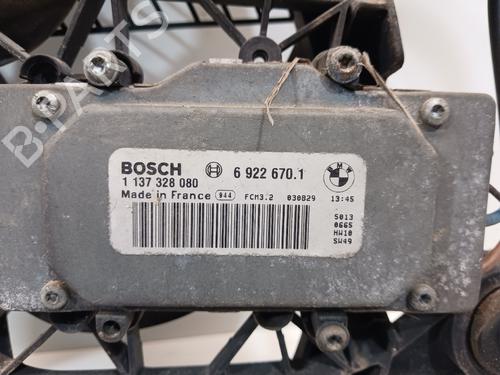 BOSCH 6 922 670.1 BMW
1 137 328 080
Made in France 944 FCM3.2 030829 13:45
5013
0665
HW10
SW49
B-PARTS